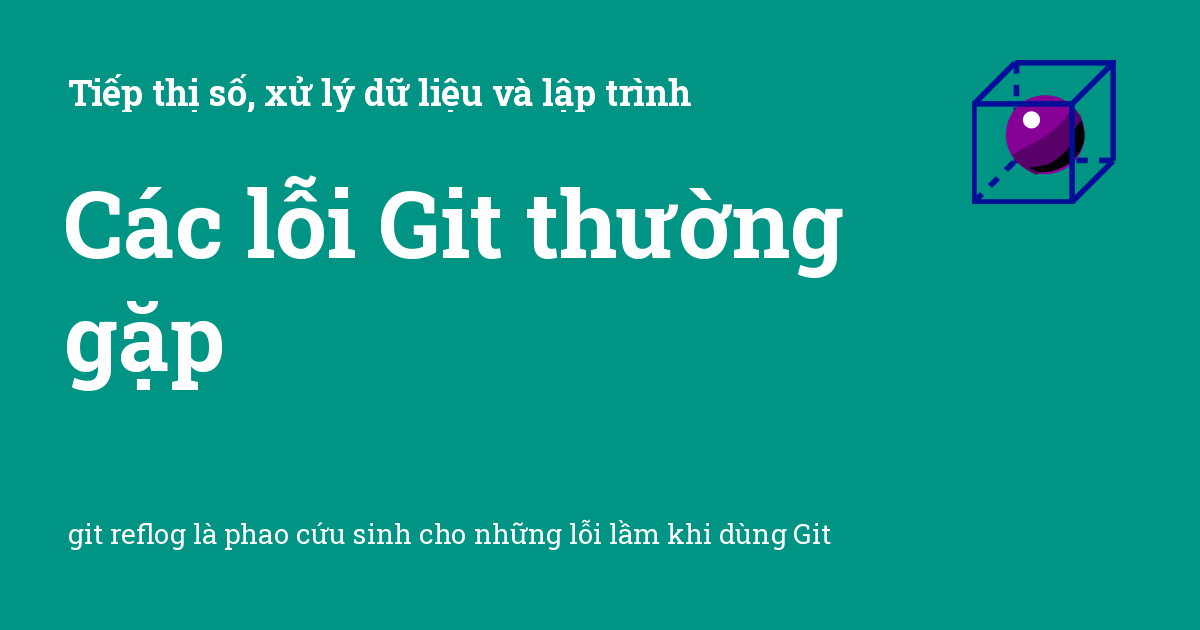 Tiếp thị số, xử lý dữ liệu và lập trình
Các lỗi Git thường
gặp
git reflog là phao cứu sinh cho những lỗi lầm khi dùng Git